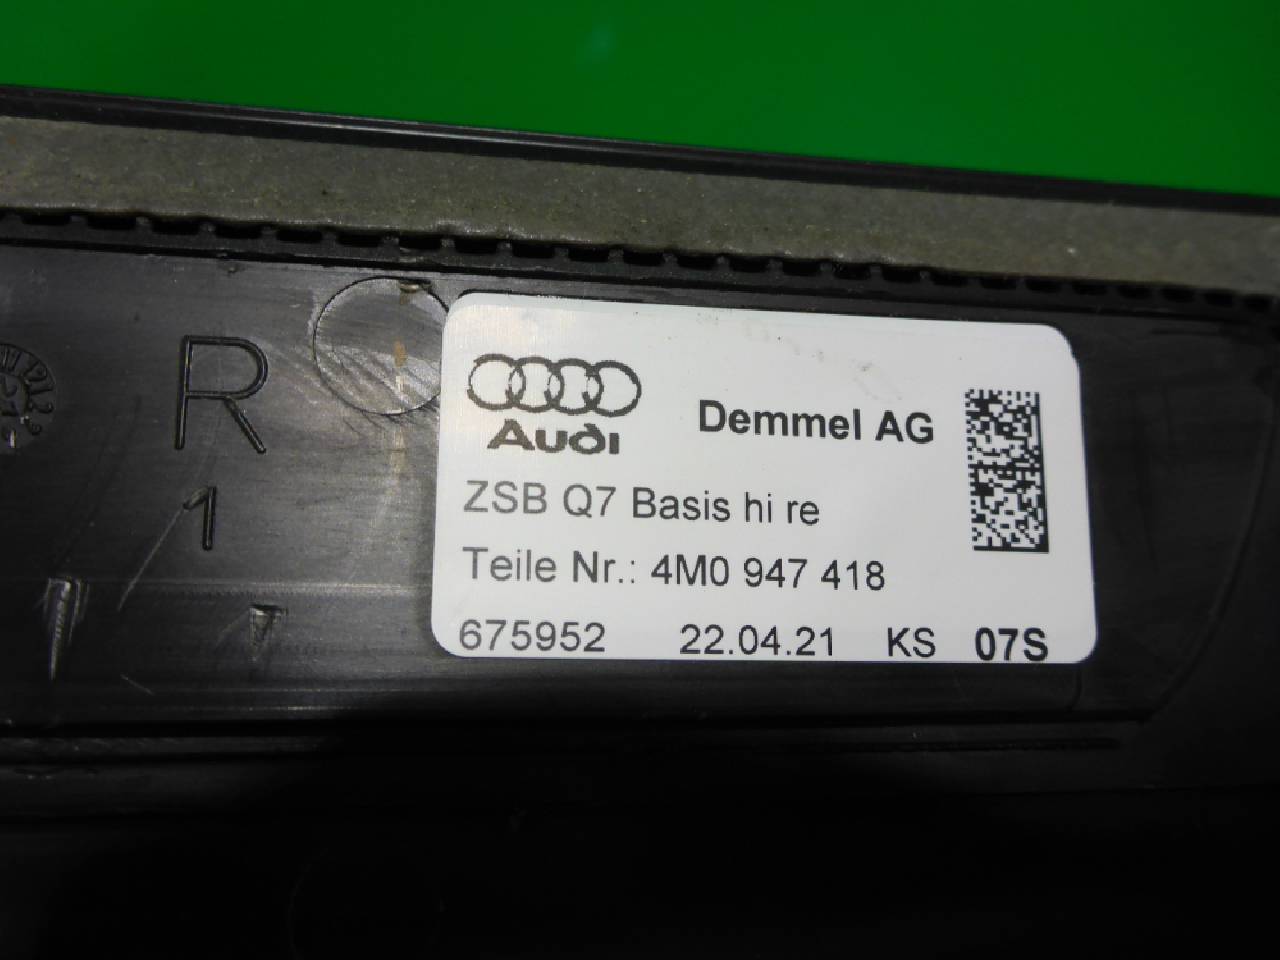 R
1
Audi
Demmel AG
ZSB Q7 Basis hi re
Teile Nr.: 4M0 947 418
675952 22.04.21 KS 07S